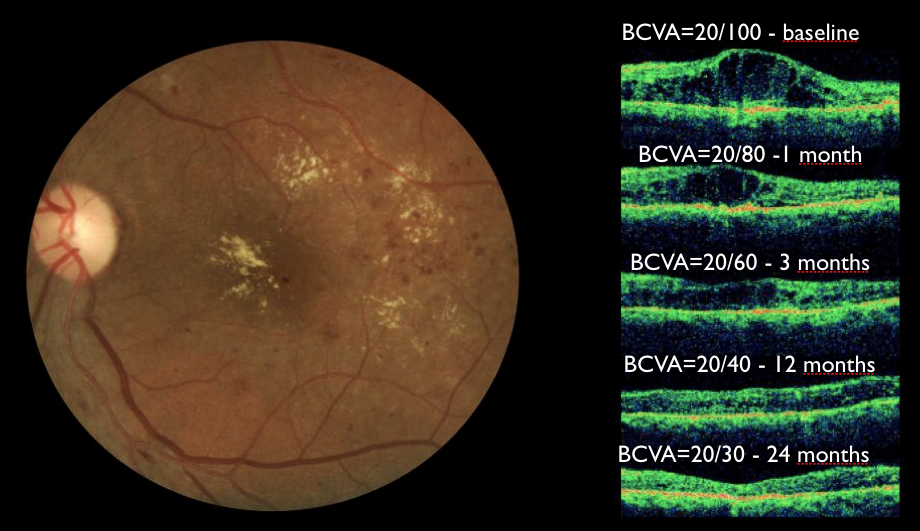 BCVA=20/100 - baseline
BCVA=20/80 -1 month
BCVA=20/60 - 3 months
BCVA=20/40 - 12 months
BCVA=20/30 - 24 months